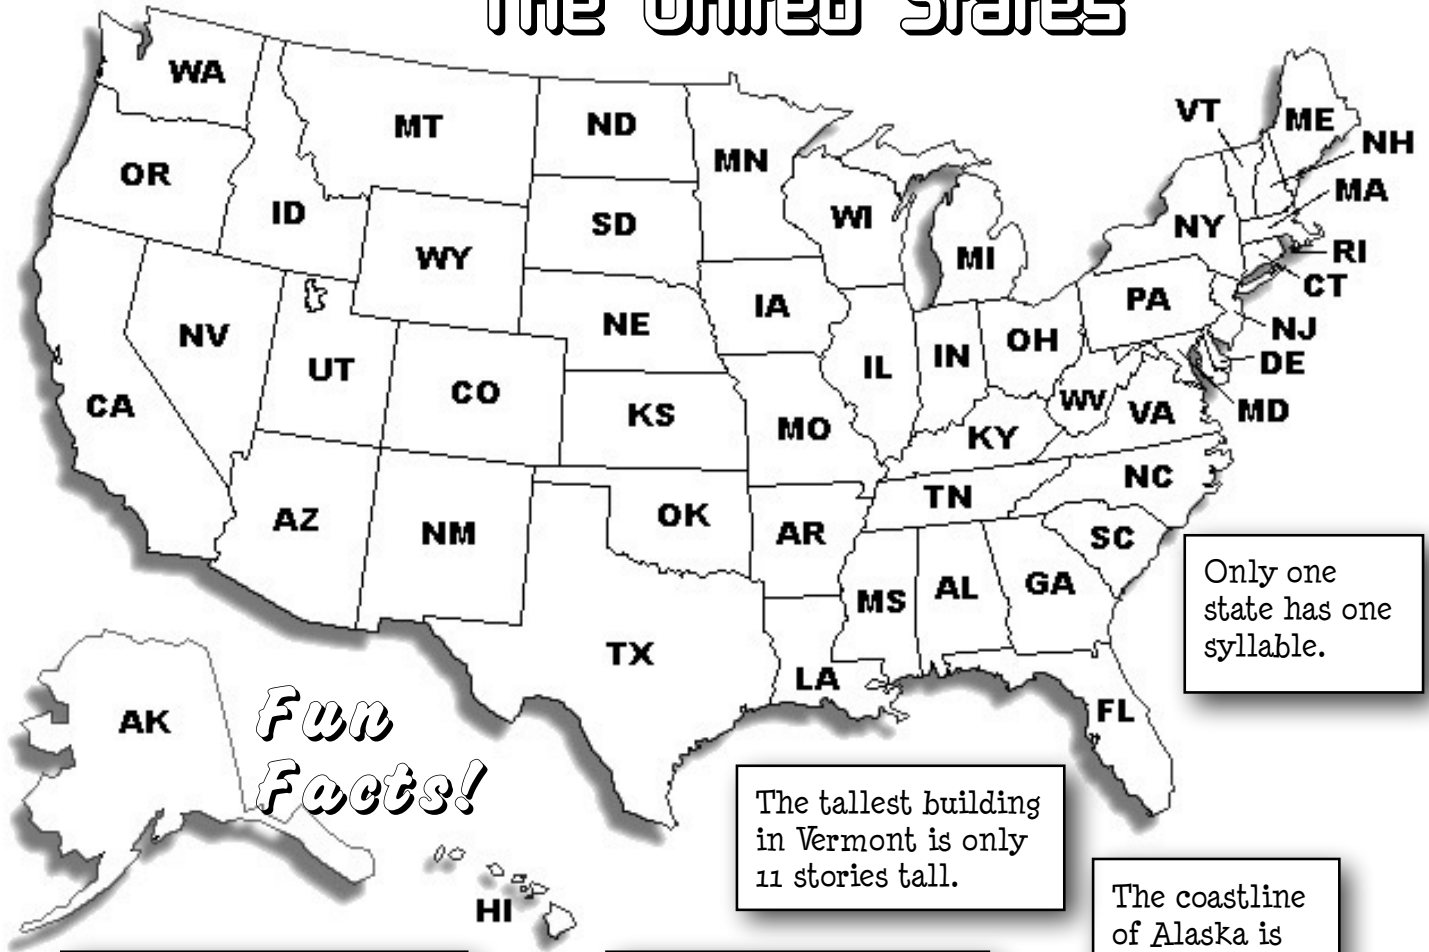 The United States
WA
MT
ND
MN
VT
ME
NH
OR
ID
SD
WI
MI
NY
MA
WY
RI
CT
IA
PA
NV
NE
NJ
UT
CO
IL
IN
OH
DE
CA
KS
MO
WV
VA
MD
KY
AZ
NM
OK
AR
TN
NC
SC
MS
AL
GA
TX
LA
FL
AK
HI
Only one
state has one
syllable.
Fun
Facts!
The tallest building
in Vermont is only
11 stories tall.
The coastline
of Alaska is